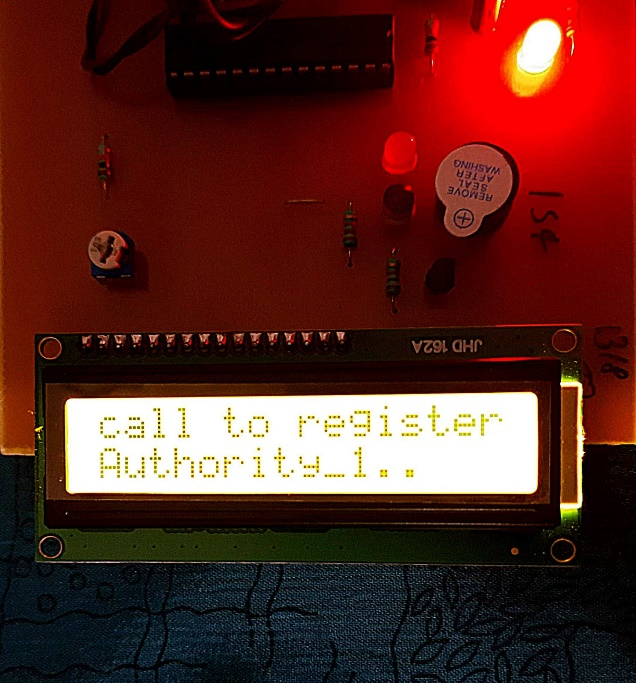 REMOVE
SEAL
AFTER
WASHING
JHD 162A
call to register
Authority_1..